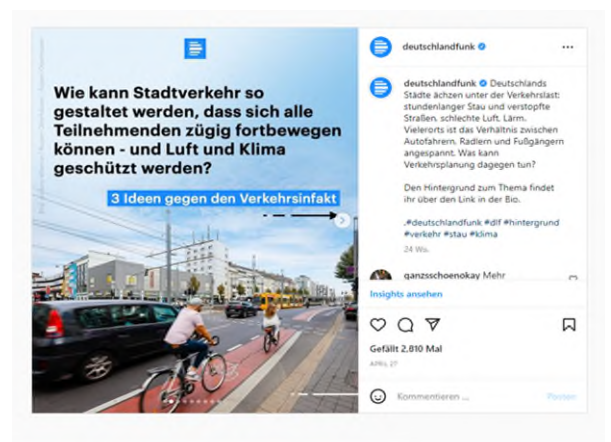 Wie kann Stadtverkehr so
gestaltet werden, dass sich alle
Teilnehmenden zügig fortbewegen
können - und Luft und Klima
geschützt werden?
3 Ideen gegen den Verkehrsinfakt
deutschlandfunk
deutschlandfunk Deutschlands
Städte ächzen unter der Verkehrslast:
stundenlanger Stau und verstopfte
Straßen, schlechte Luft, Lärm.
Vielerorts ist das Verhältnis zwischen
Autofahrern, Radlern und Fußgängern
angespannt. Was kann
Verkehrsplanung dagegen tun?
Den Hintergrund zum Thema findet
ihr über den Link in der Bio.
.#deutschlandfunk #dlf #hintergrund
#verkehr #stau #klima
24 Wo.
ganzschoenokay Mehr
Insights ansehen
Gefällt 2.810 Mal
APRIL 27
Kommentieren ...
Posten